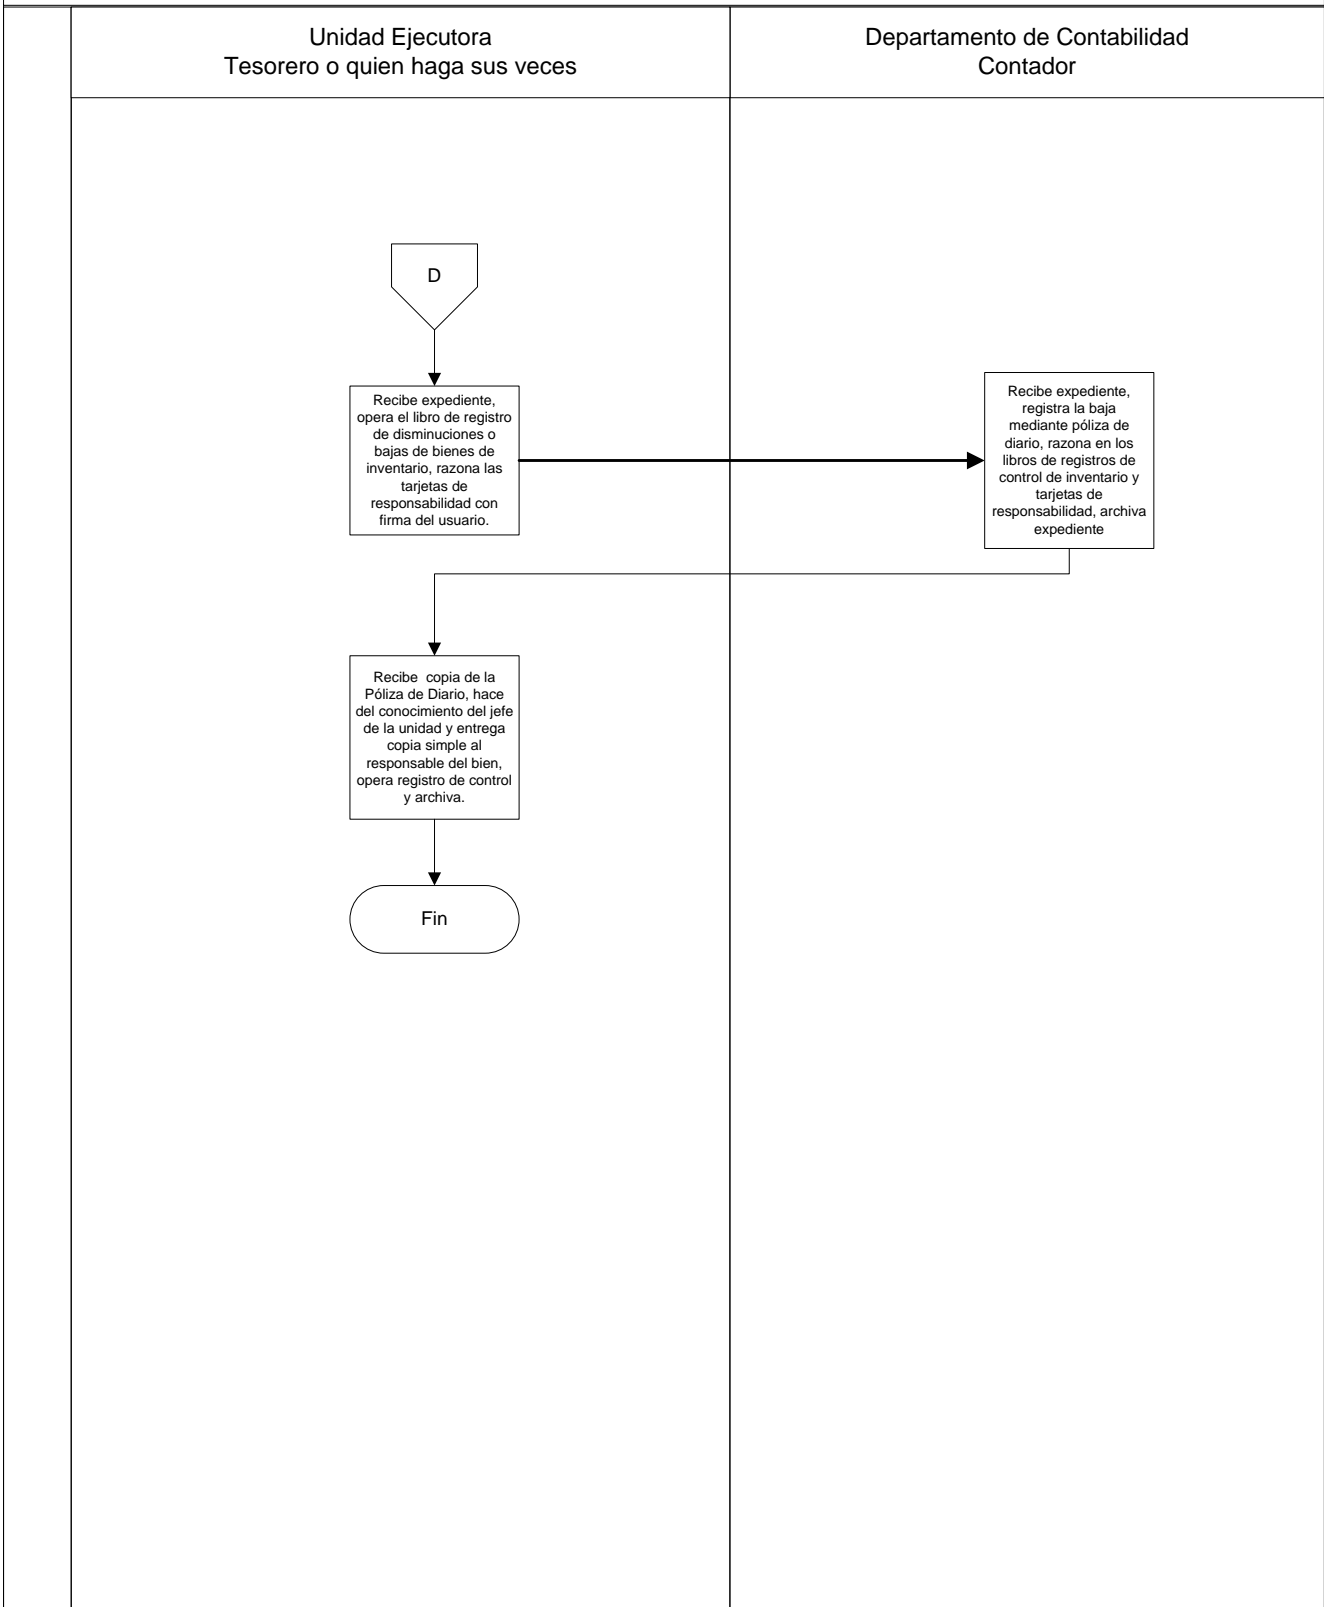 Unidad Ejecutora
Tesorero o quien haga sus veces
Departamento de Contabilidad
Contador
D
Recibe expediente,
opera el libro de registro
de disminuciones o
bajas de bienes de
inventario, razona las
tarjetas de
responsabilidad con
firma del usuario.
Recibe expediente,
registra la baja
mediante póliza de
diario, razona en los
libros de registros de
control de inventario y
tarjetas de
responsabilidad, archiva
expediente
Recibe copia de la
Póliza de Diario, hace
del conocimiento del jefe
de la unidad y entrega
copia simple al
responsable del bien,
opera registro de control
y archiva.
Fin